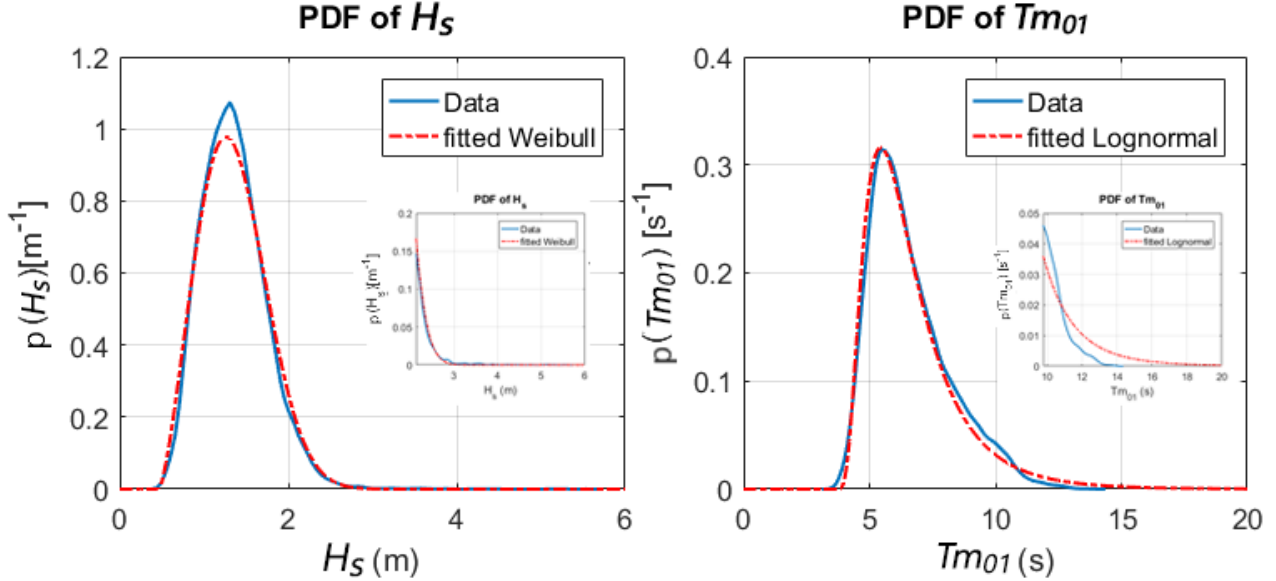 PDF of Hs
1.2
1
0.8
0.6
0.4
0.2
0
p (Hs)[m⁻¹]
Data
fitted Weibull
PDF of Hs
0.2
0.15
0.1
0.05
0
p (Hs)[m⁻¹]
Data
fitted Weibull
3
4
5
6
Hs (m)
0
2
4
6
Hs (m)
PDF of Tm01
0.4
0.3
0.2
0.1
0
p(Tm01) [s⁻¹]
Data
fitted Lognormal
PDF of Tm01
0.05
0.04
0.03
0.02
0.01
0
p(Tm01) [s⁻¹]
Data
fitted Lognormal
10
12
14
16
18
20
Tm01 (s)
0
5
10
15
20
Tm01 (s)